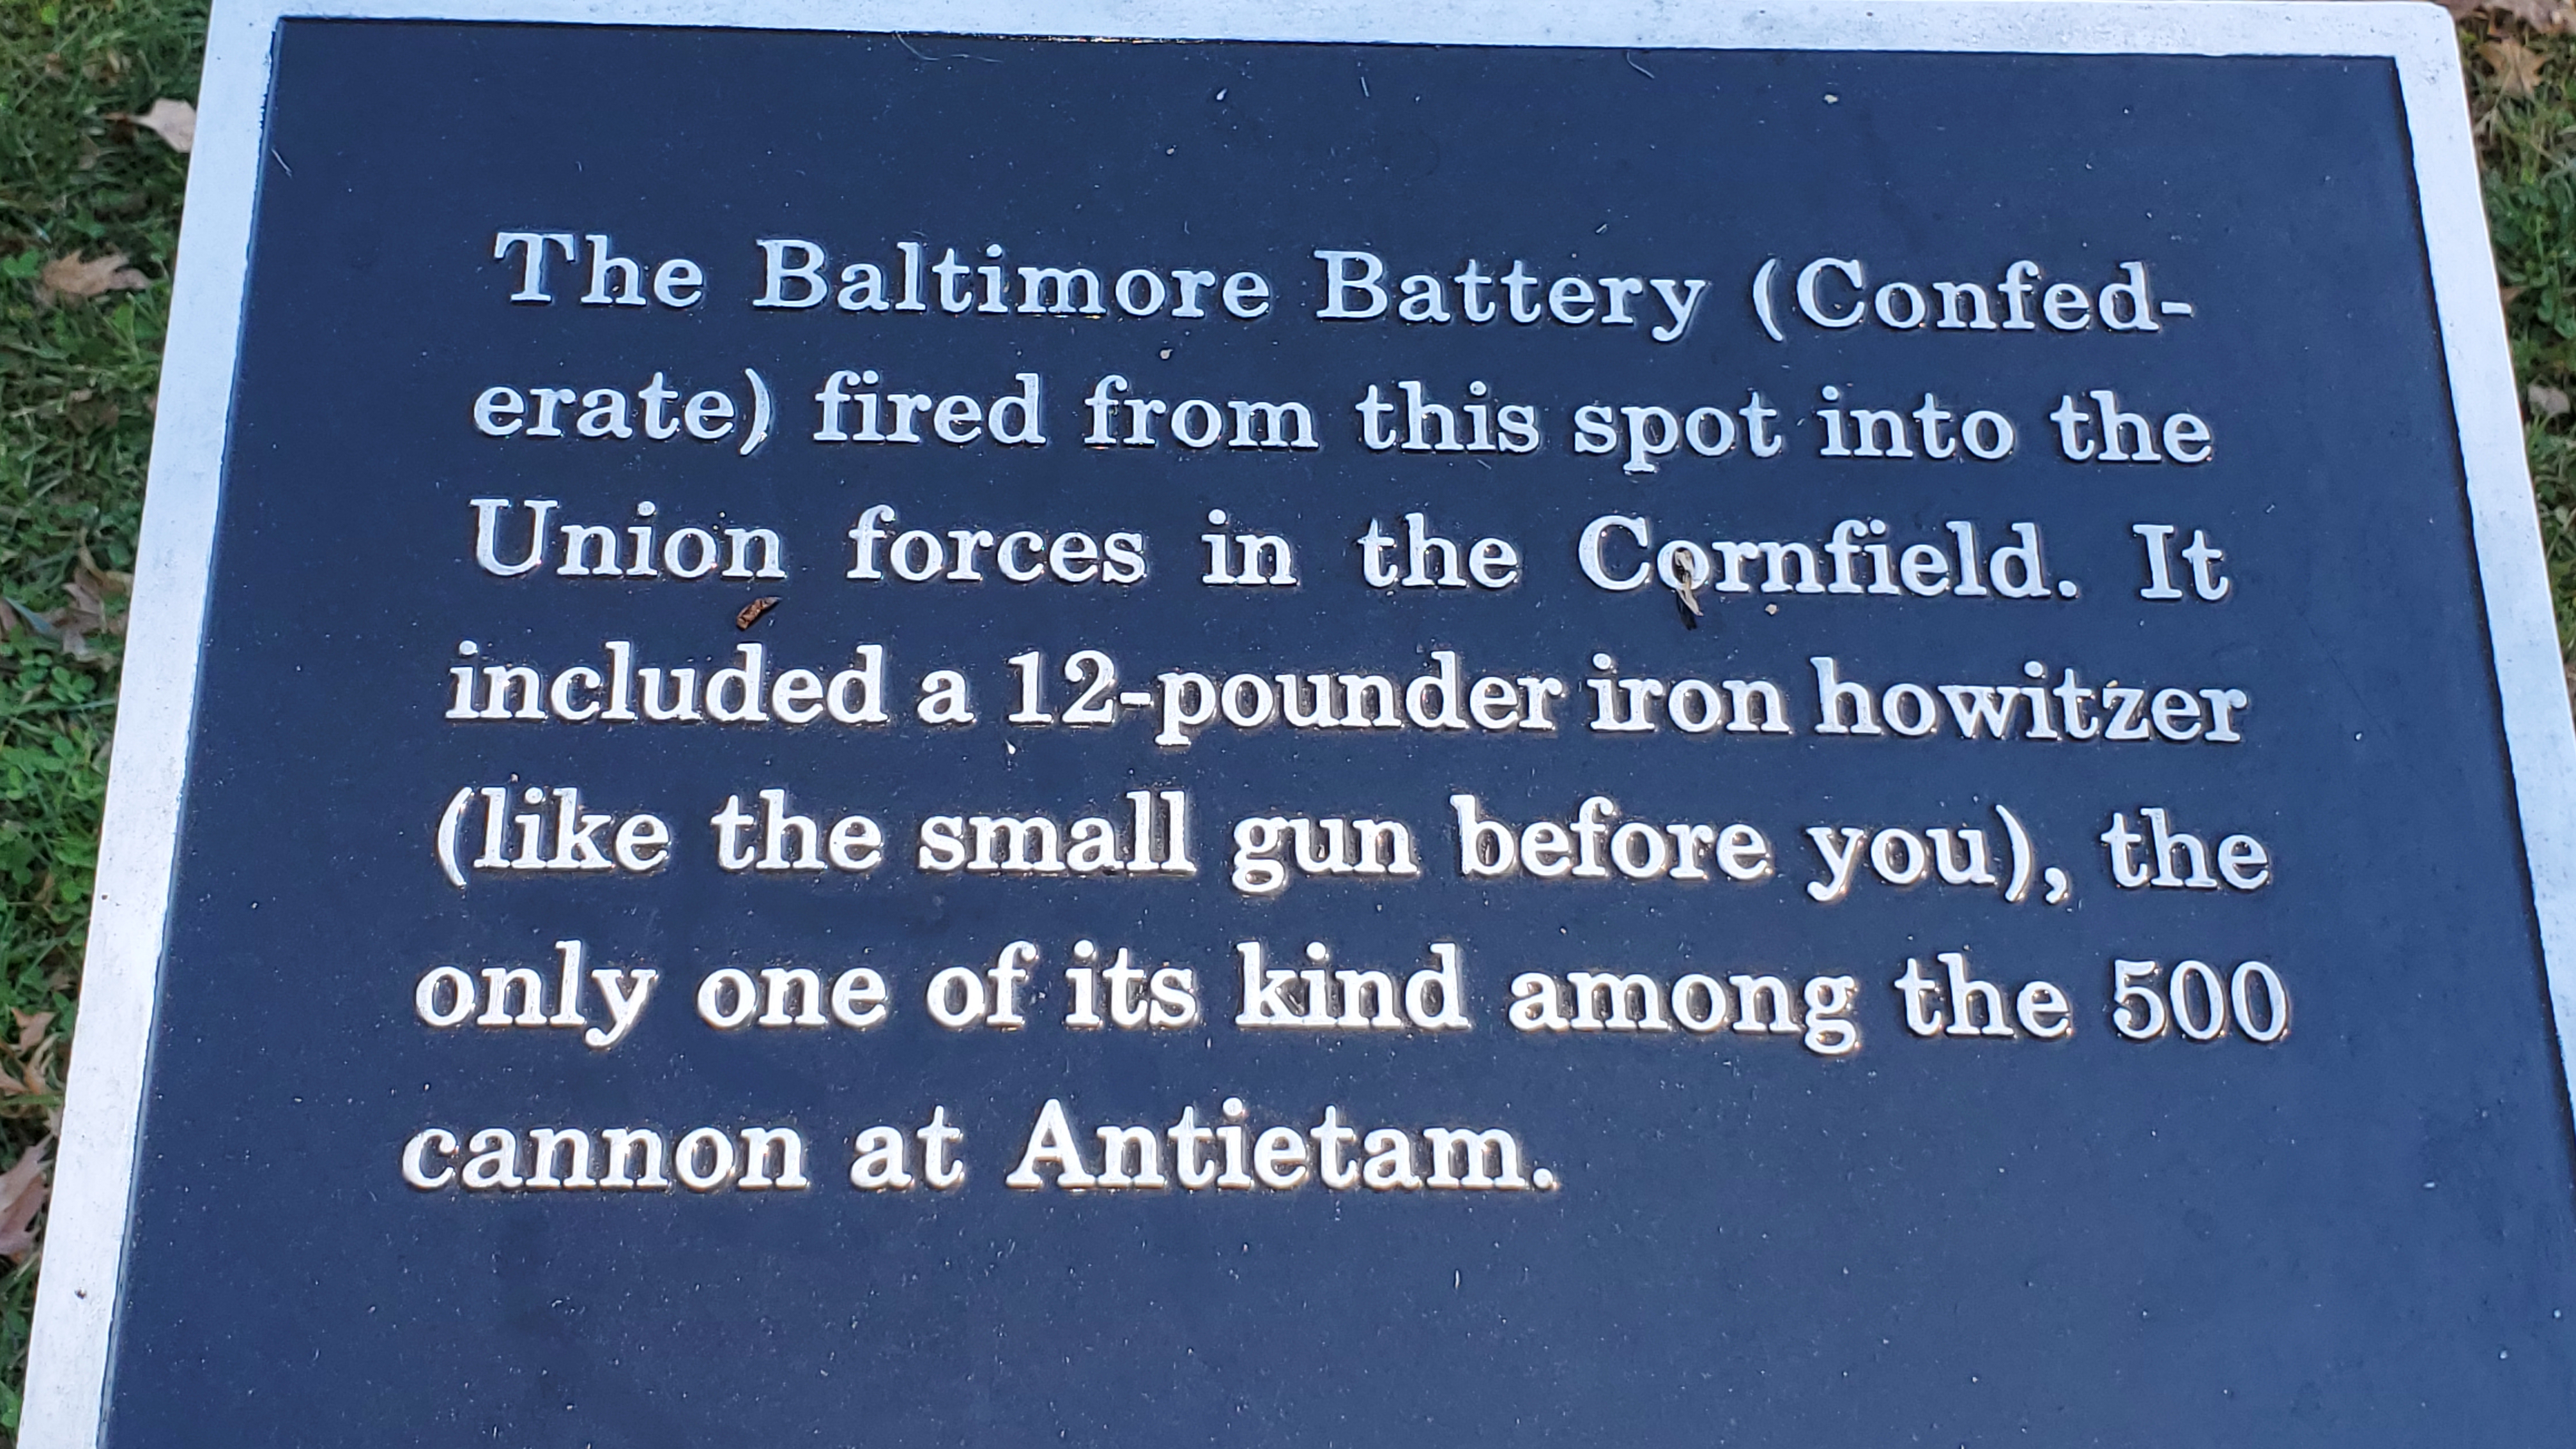 The Baltimore Battery (Confed-
erate) fired from this spot into the
Union forces in the Cornfield. It
included a 12-pounder iron howitzer
(like the small gun before you), the
only one of its kind among the 500
cannon at Antietam.